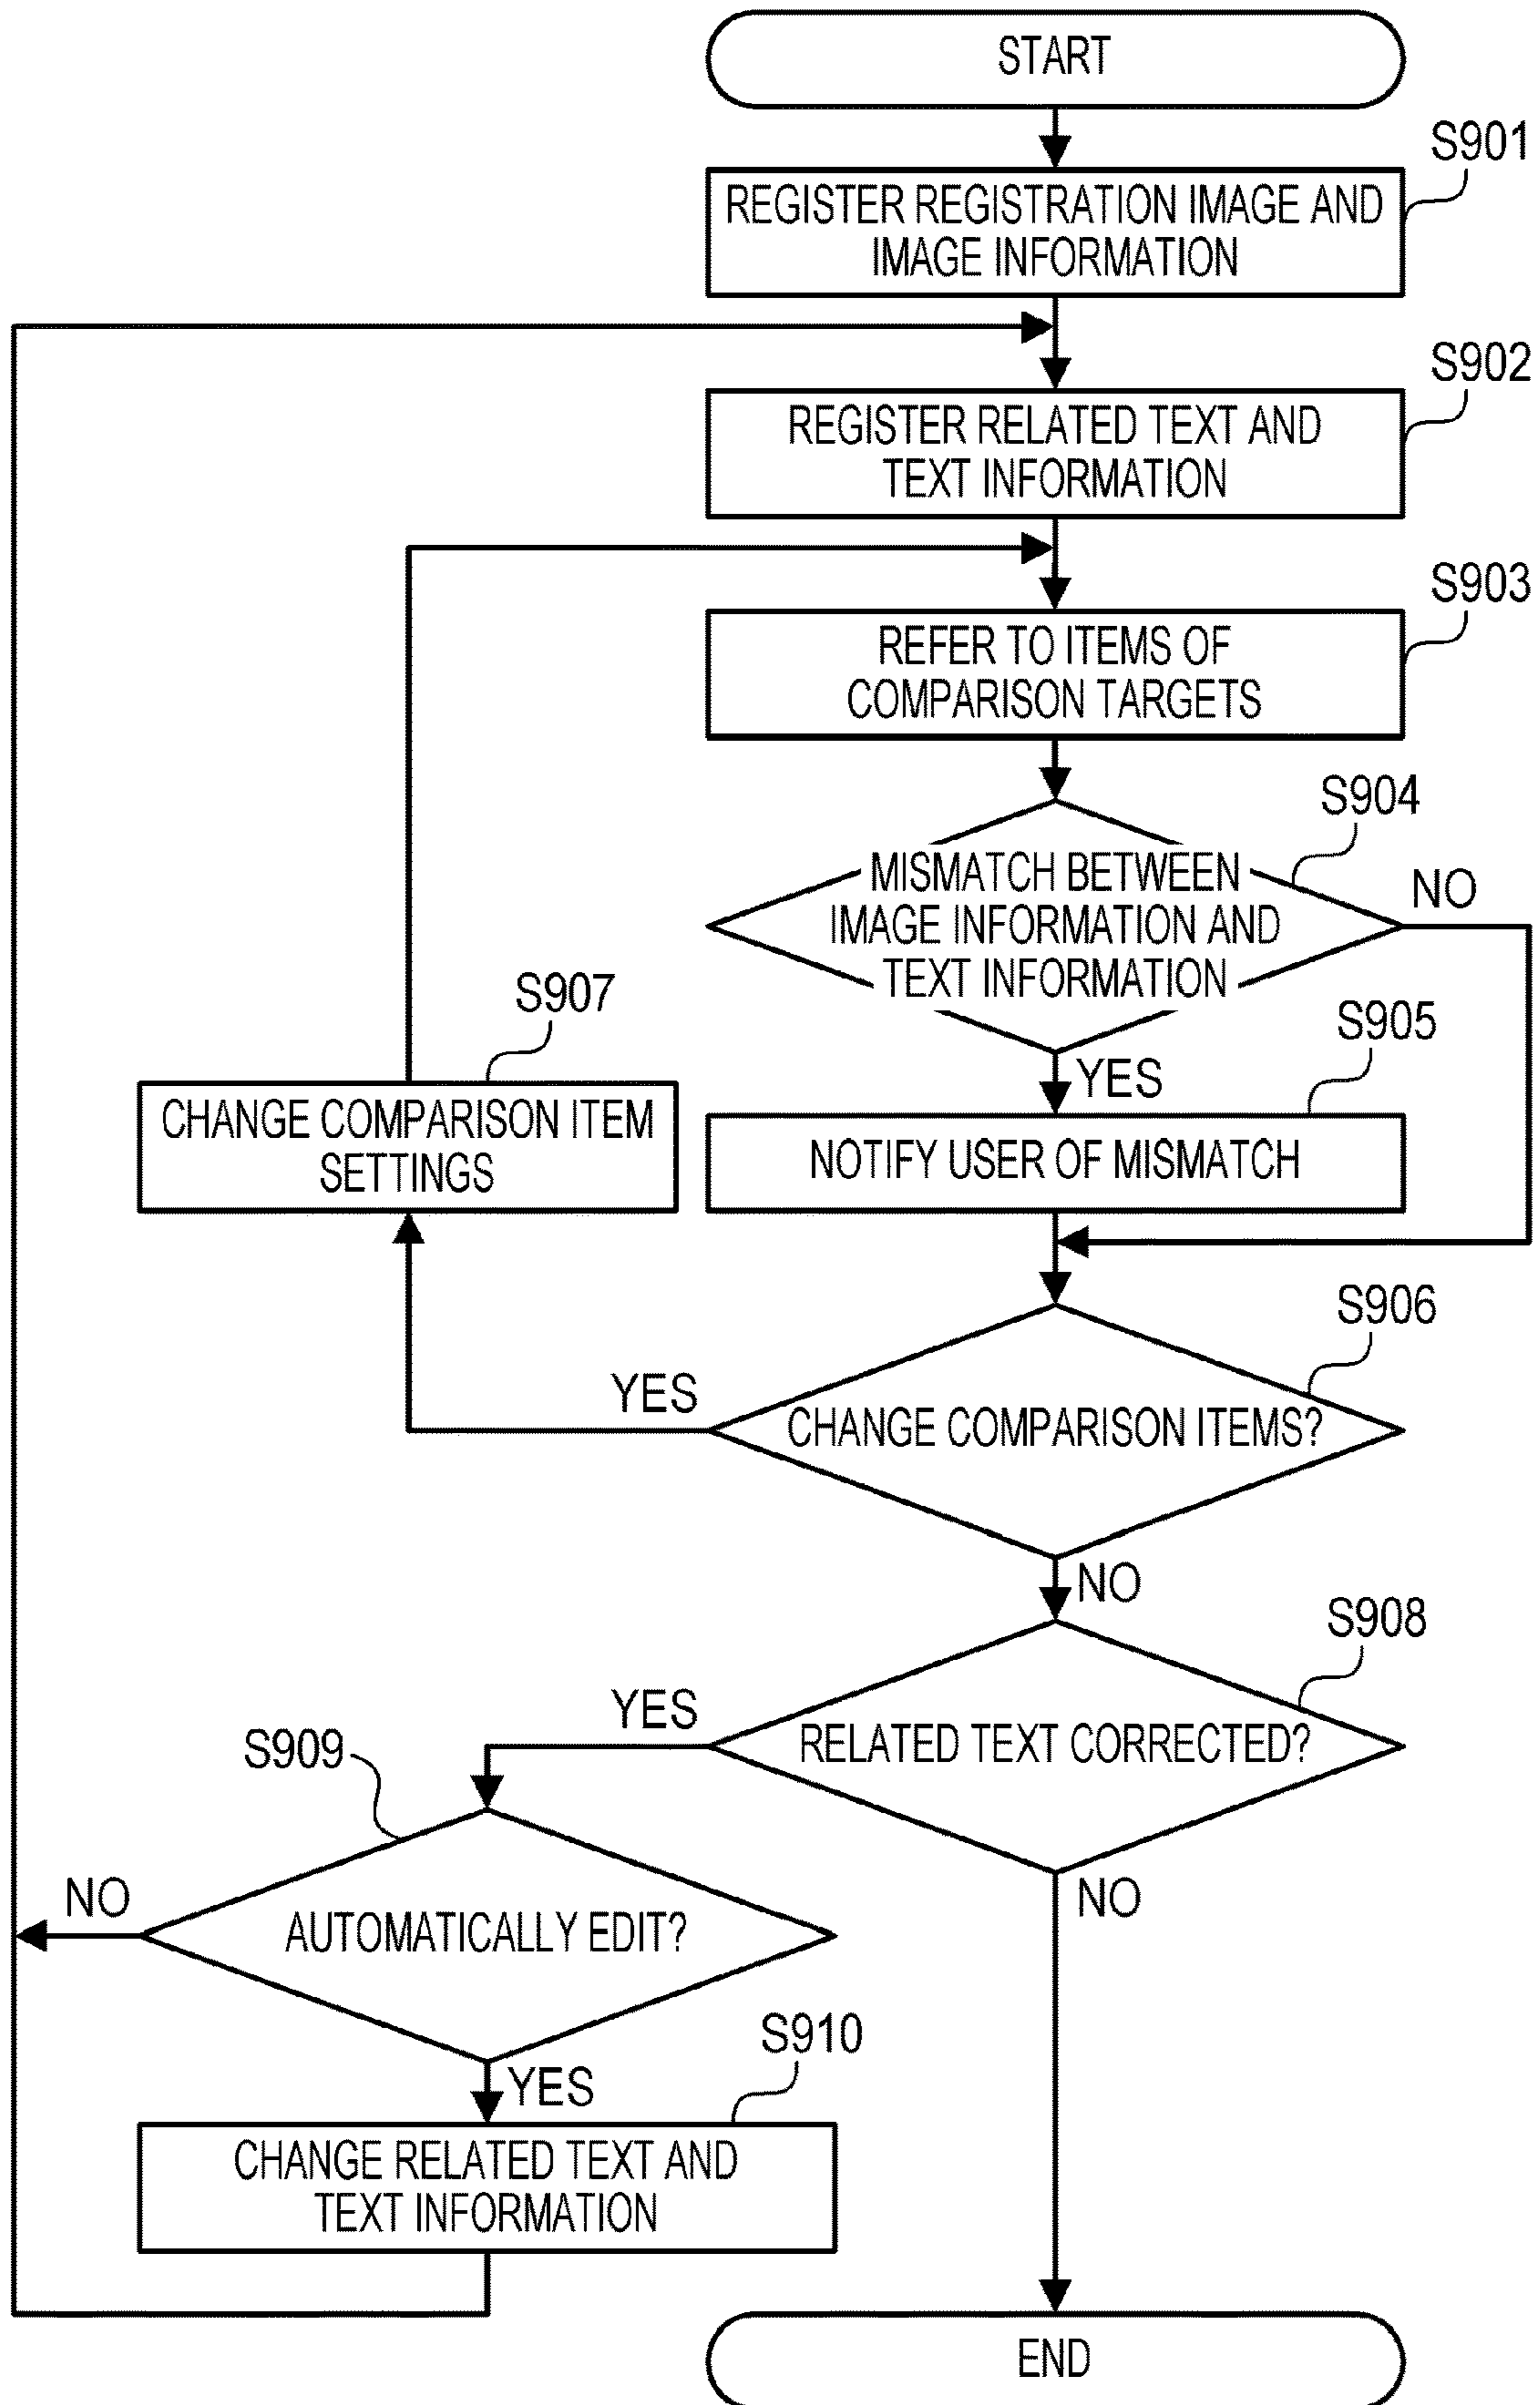 START
S901
REGISTER REGISTRATION IMAGE AND
IMAGE INFORMATION
S902
REGISTER RELATED TEXT AND
TEXT INFORMATION
S903
REFER TO ITEMS OF
COMPARISON TARGETS
S904
MISMATCH BETWEEN
IMAGE INFORMATION AND
TEXT INFORMATION
NO
YES
S905
NOTIFY USER OF MISMATCH
S907
CHANGE COMPARISON ITEM
SETTINGS
S906
CHANGE COMPARISON ITEMS?
YES
NO
S908
RELATED TEXT CORRECTED?
YES
NO
S909
AUTOMATICALLY EDIT?
NO
YES
S910
CHANGE RELATED TEXT AND
TEXT INFORMATION
END